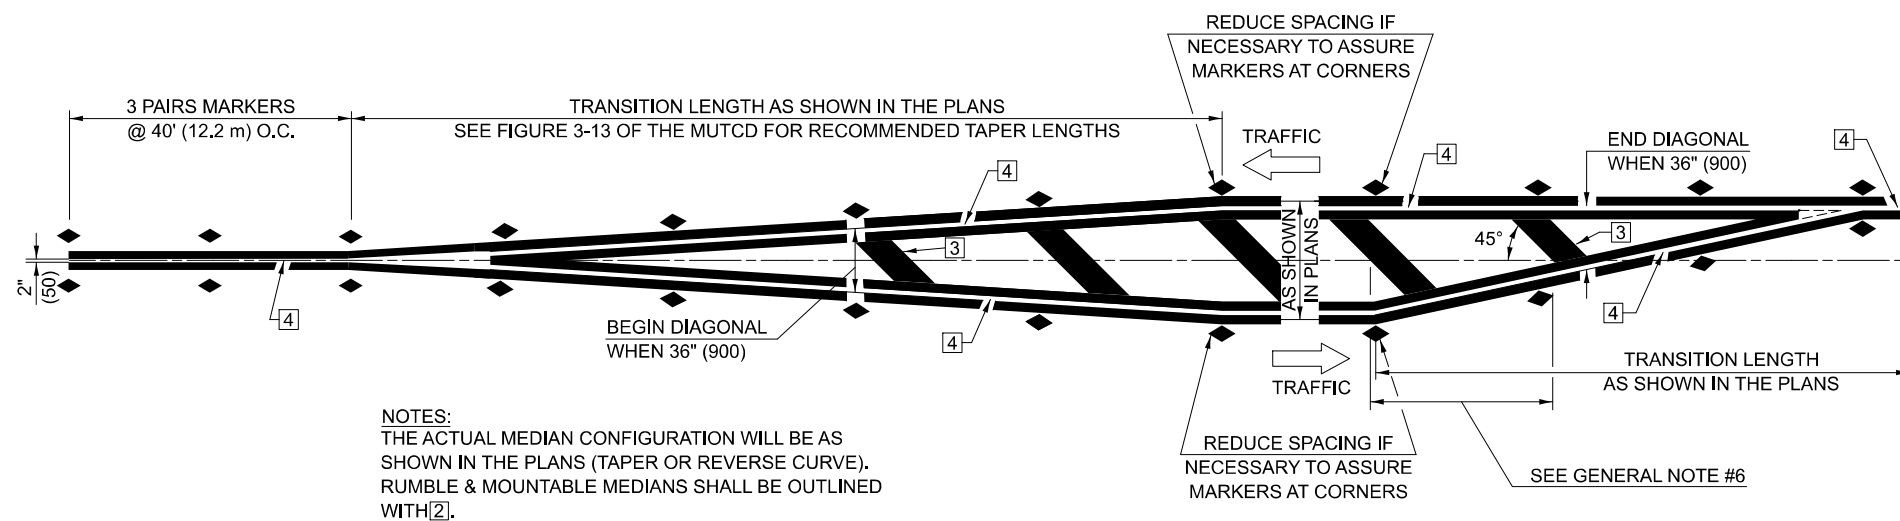 REDUCE SPACING IF
NECESSARY TO ASSURE
MARKERS AT CORNERS
3 PAIRS MARKERS
@ 40' (12.2 m) O.C.
TRANSITION LENGTH AS SHOWN IN THE PLANS
SEE FIGURE 3-13 OF THE MUTCD FOR RECOMMENDED TAPER LENGTHS
TRAFFIC
END DIAGONAL
WHEN 36" (900)
4
4
4
3
3
45°
AS SHOWN
IN PLANS
2"
(50)
4
BEGIN DIAGONAL
WHEN 36" (900)
4
4
TRAFFIC
TRANSITION LENGTH
AS SHOWN IN THE PLANS
NOTES:
THE ACTUAL MEDIAN CONFIGURATION WILL BE AS
SHOWN IN THE PLANS (TAPER OR REVERSE CURVE).
RUMBLE & MOUNTABLE MEDIANS SHALL BE OUTLINED
WITH 2.
REDUCE SPACING IF
NECESSARY TO ASSURE
MARKERS AT CORNERS
SEE GENERAL NOTE #6